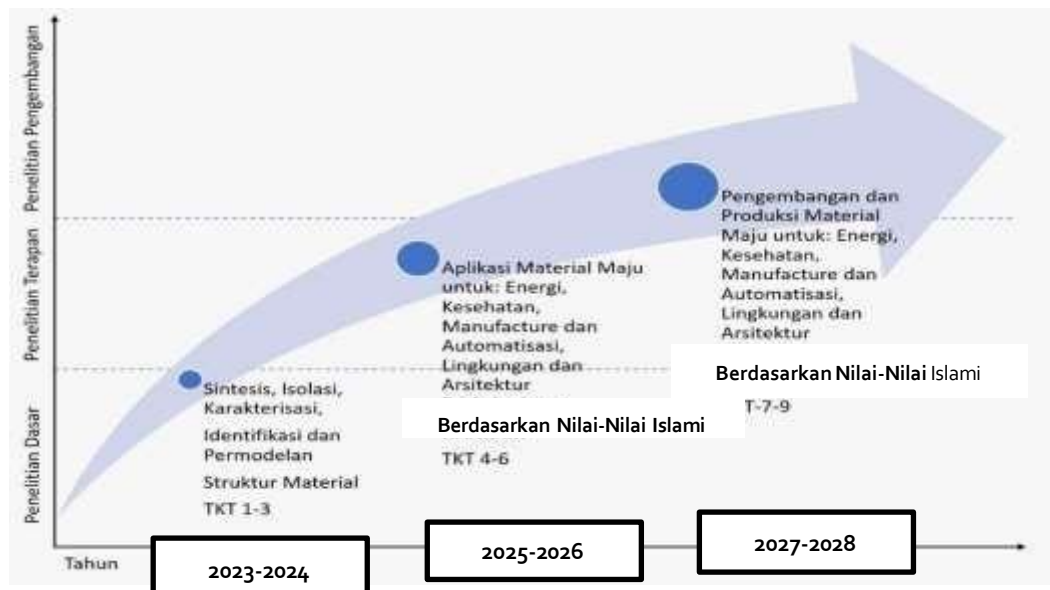 Penelitian Pengembangan
Penelitian Terapan
Penelitian Dasar
Sintesis, Isolasi,
Karakterisasi,
Identifikasi dan
Permodelan
Struktur Material
TKT 1-3
Aplikasi Material Maju
untuk: Energi,
Kesehatan,
Manufacture dan
Automatisasi,
Lingkungan dan
Arsitektur
Berdasarkan Nilai-Nilai Islami
TKT 4-6
Pengembangan dan
Produksi Material
Maju untuk: Energi,
Kesehatan,
Manufacture dan
Automatisasi,
Lingkungan dan
Arsitektur
Berdasarkan Nilai-Nilai Islami
T-7-9
Tahun
2023-2024
2025-2026
2027-2028